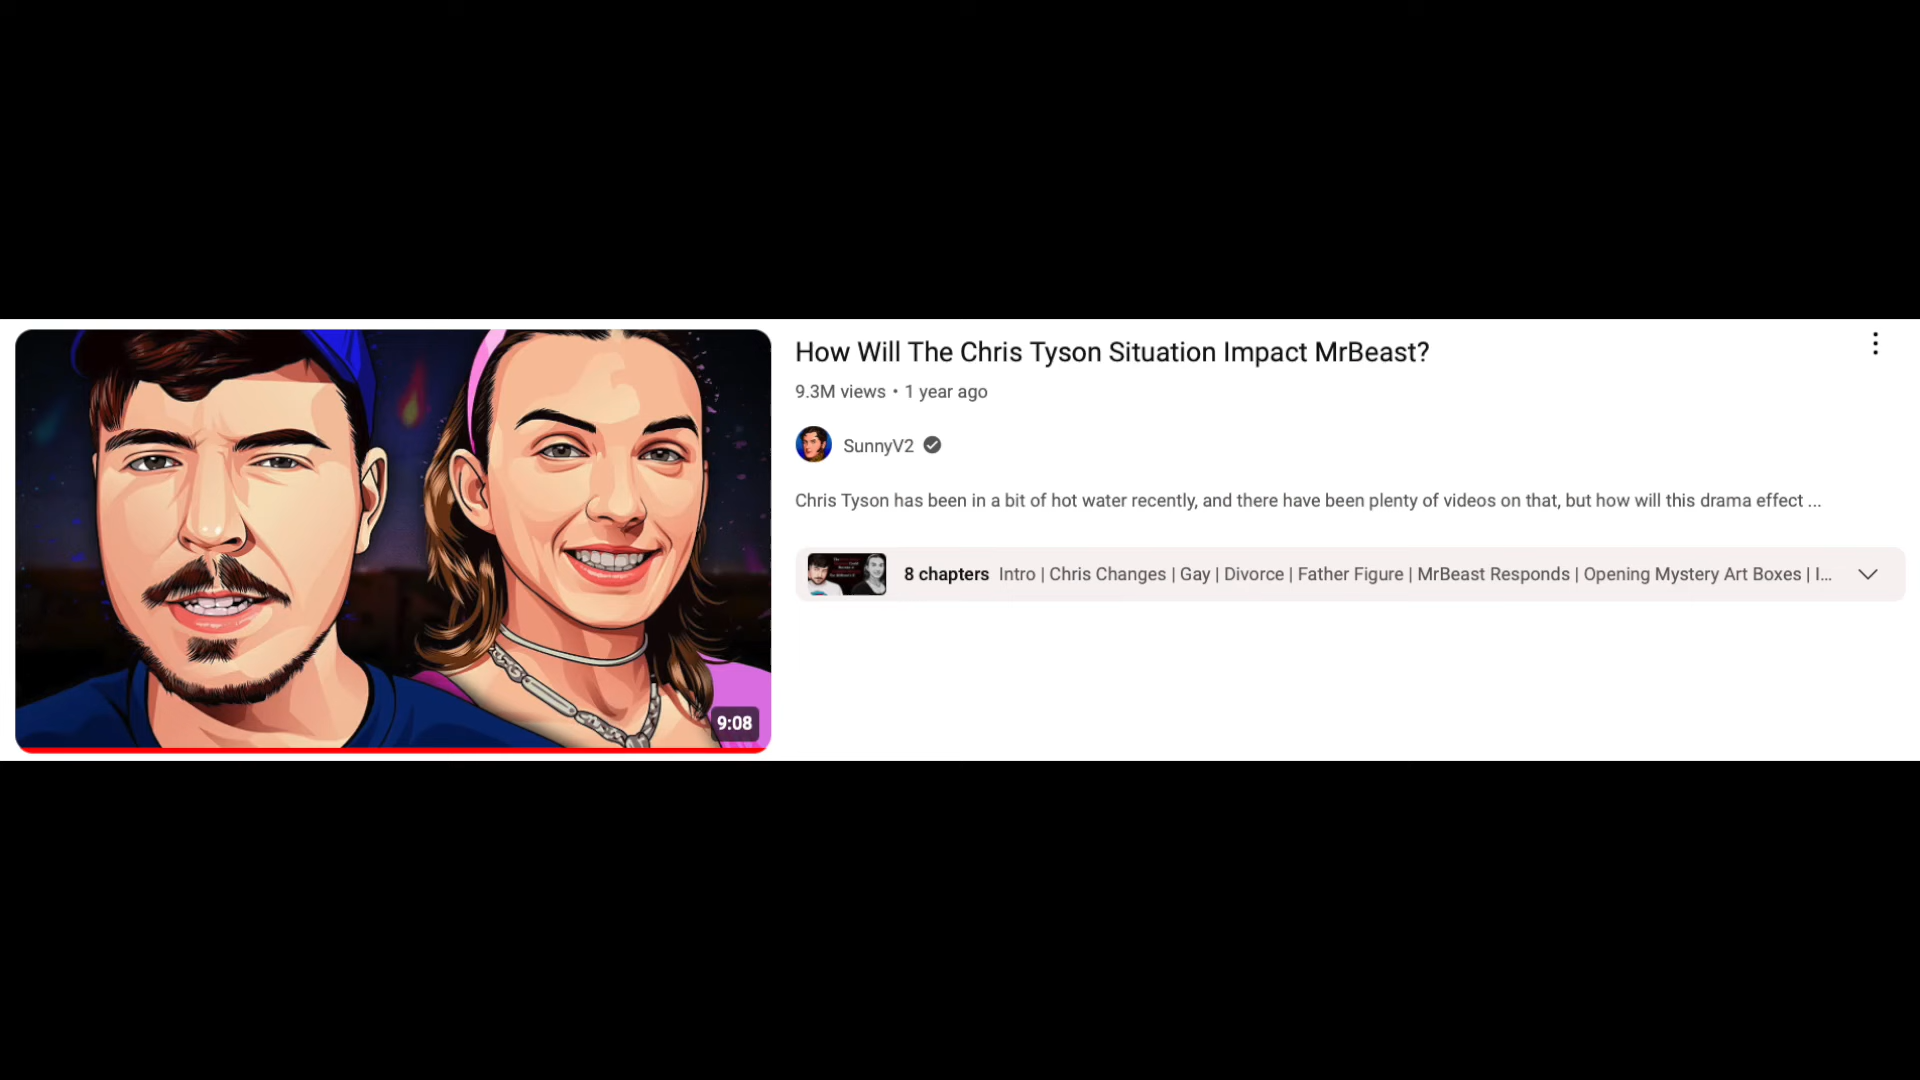 How Will The Chris Tyson Situation Impact MrBeast?
9.3M views • 1 year ago
SunnyV2
Chris Tyson has been in a bit of hot water recently, and there have been plenty of videos on that, but how will this drama effect ...
8 chapters Intro | Chris Changes | Gay | Divorce | Father Figure | MrBeast Responds | Opening Mystery Art Boxes | I...
9:08